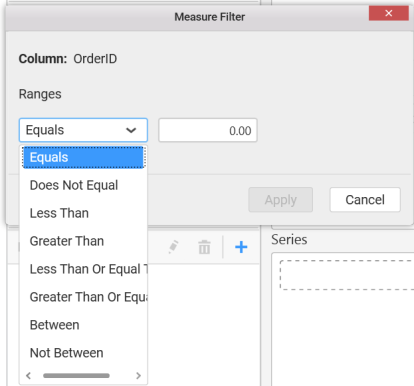 Measure Filter
Column: OrderID
Ranges
Equals
0.00
Equals
Does Not Equal
Less Than
Greater Than
Less Than Or Equal
Greater Than Or
Between
Not Between
Apply
Cancel
Series